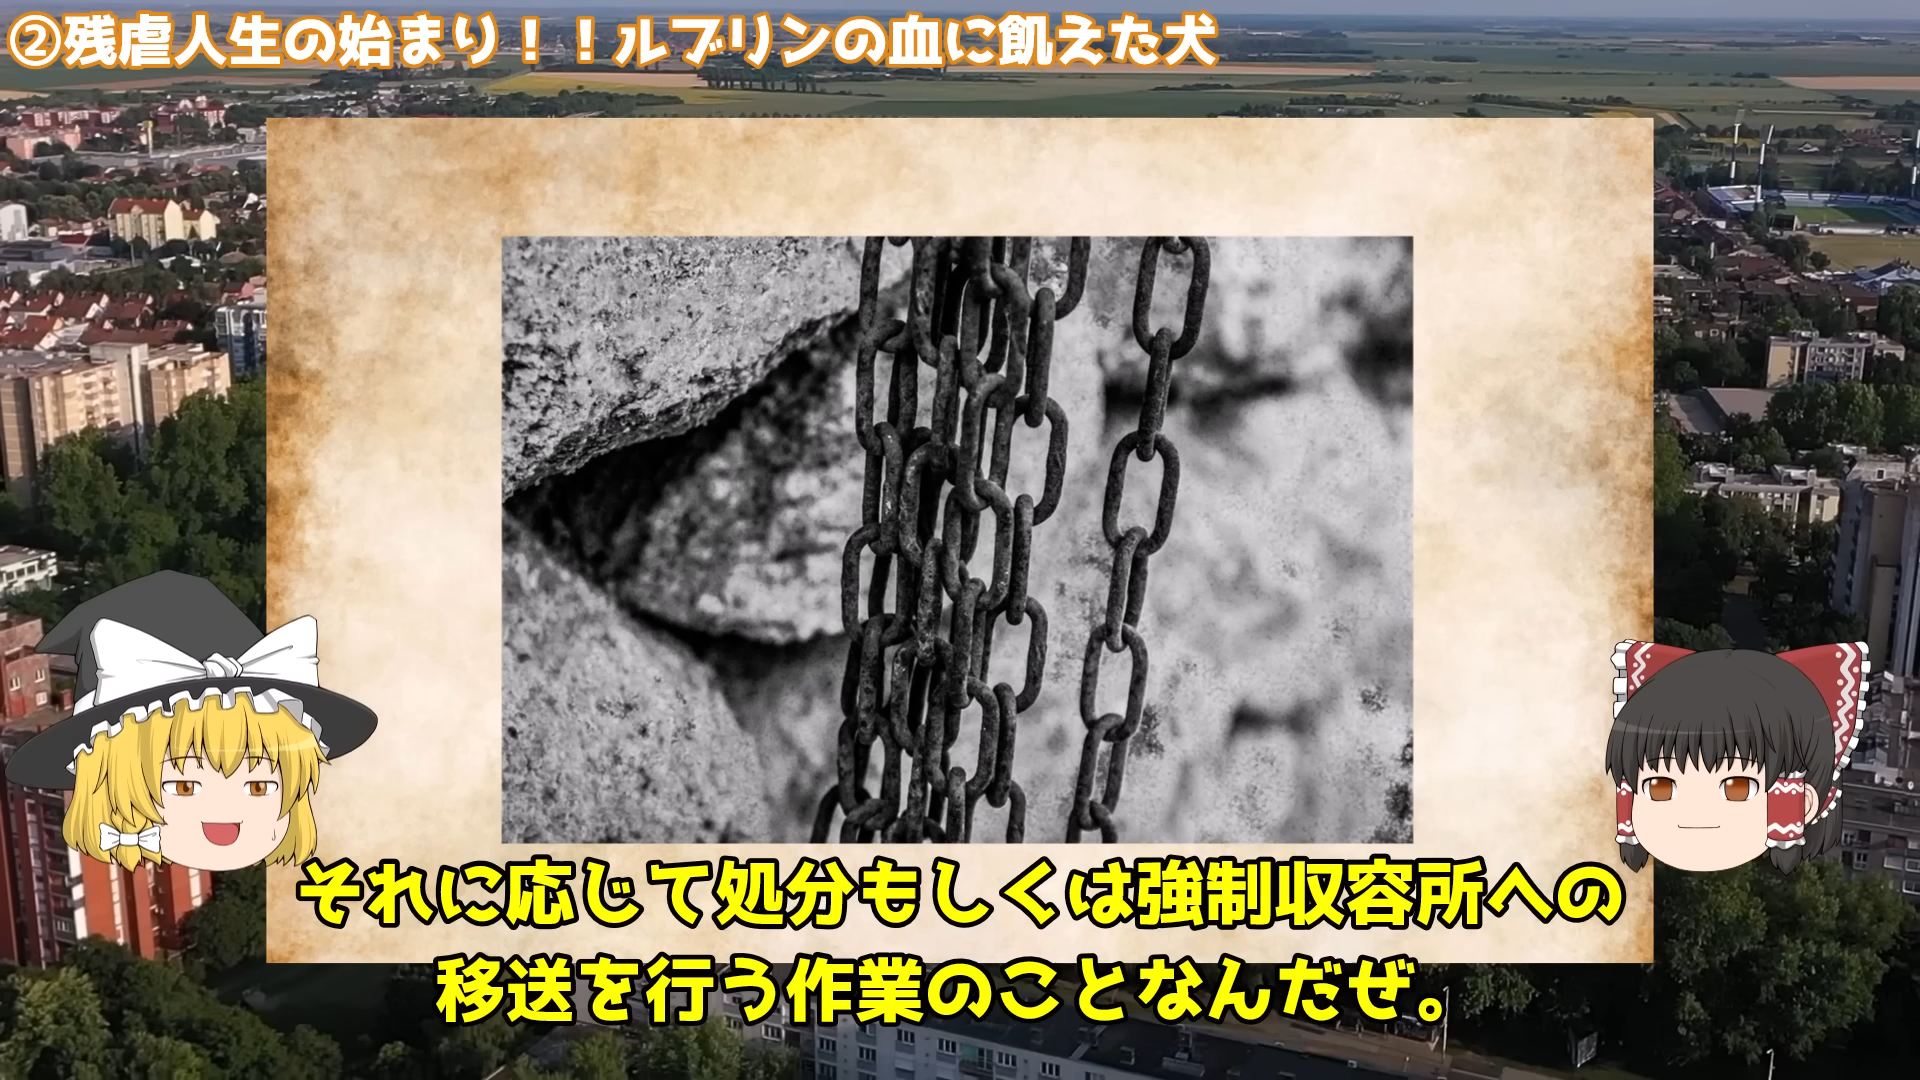 ②残虐人生の始まり！！ルブリンの血に飢えた犬
それに応じて処分もしくは強制収容所への
移送を行う作業のことなんだぜ。